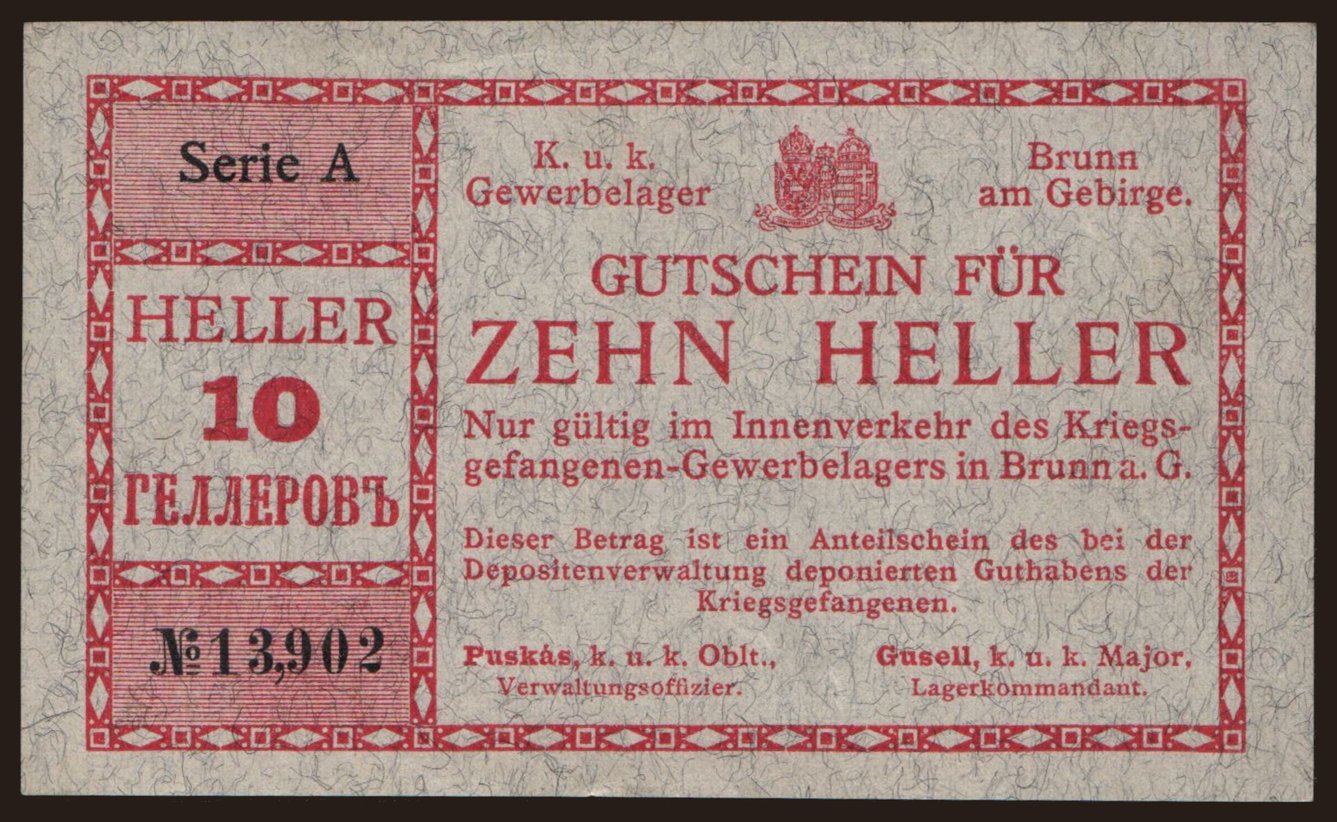 Serie A
HELLER
10
ГЕЛЛЕРОВЪ
№ 13,902
K. u. k.
Gewerbelager
Brunn
am Gebirge.
GUTSCHEIN FÜR
ZEHN HELLER
Nur gültig im Innenverkehr des Kriegs-
gefangenen-Gewerbelagers in Brunn a. G.
Dieser Betrag ist ein Anteilschein des bei der
Depositenverwaltung deponierten Guthabens der
Kriegsgefangenen.
Puskás, k. u. k. Oblt.,
Verwaltungsoffizier.
Gusell, k. u. k. Major,
Lagerkommandant.